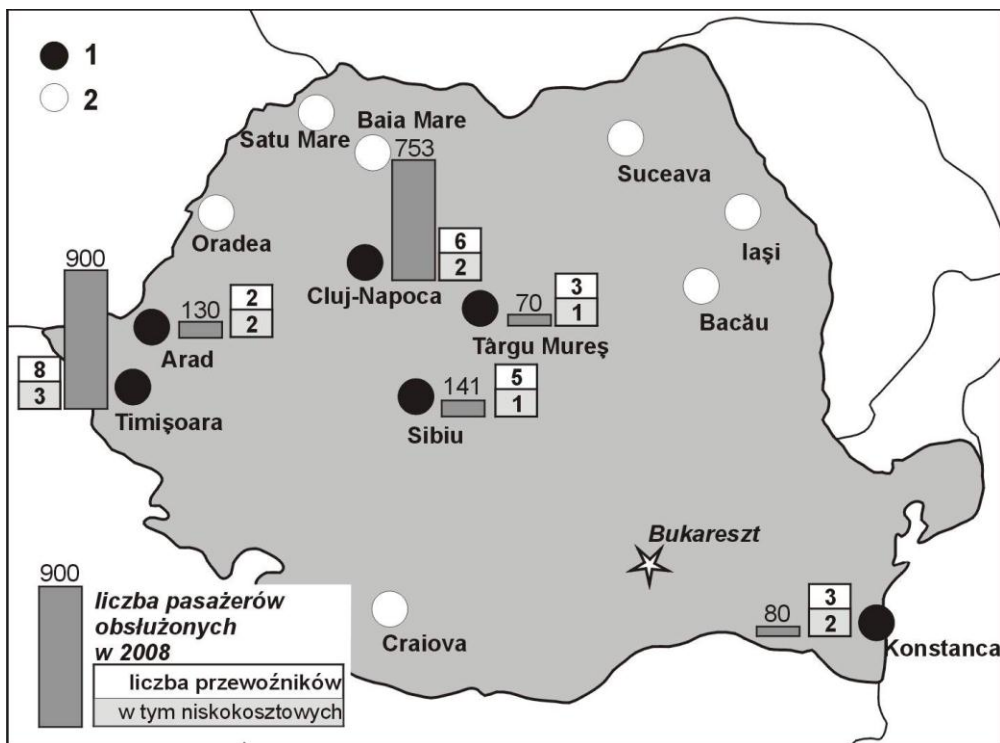 1
2
Satu Mare
Baia Mare
753
Suceava
Oradea
Iaşi
6
2
Cluj-Napoca
900
130
2
2
Arad
70
3
1
Târgu Mureş
Bacău
8
3
Timişoara
141
5
1
Sibiu
Bukareszt
900
liczba pasażerów
obsłużonych
w 2008
liczba przewoźników
w tym niskokosztowych
Craiova
80
3
2
Konstanca